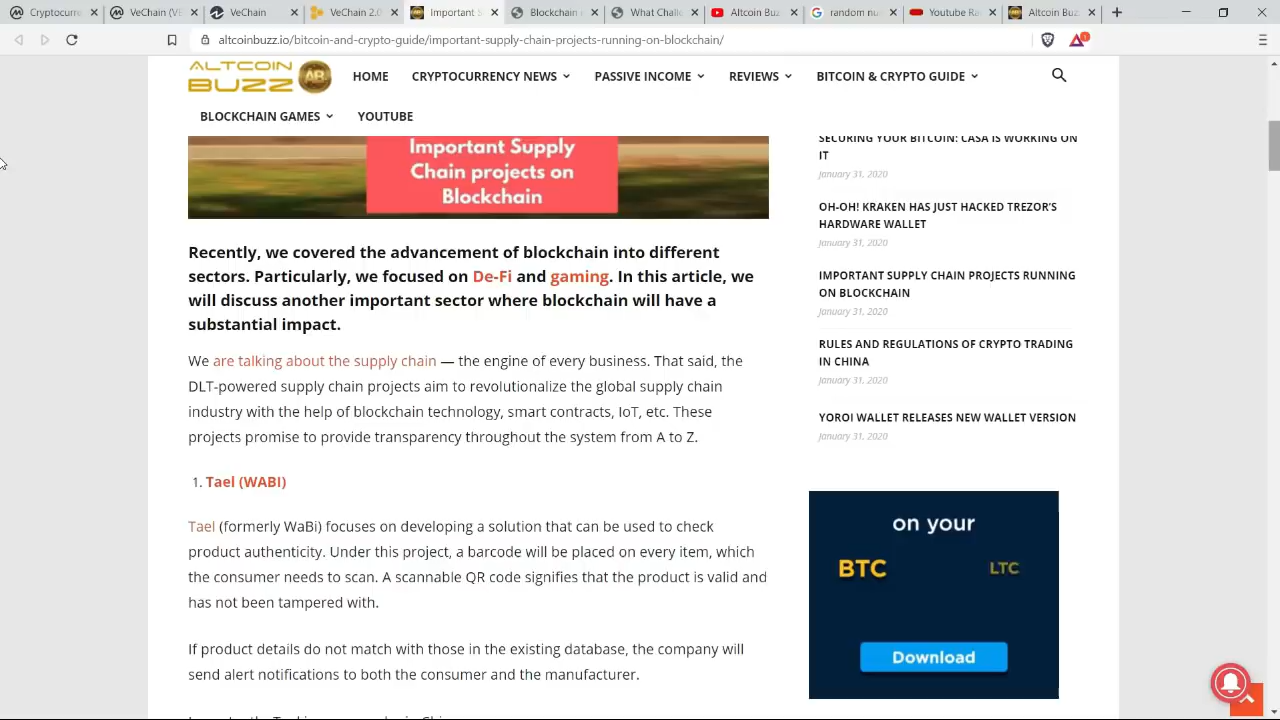 Cryptocurr
Crypto Cu
7 Ways To
Important S
What Is Blo
What Chain
Altcoin Buz
random nu
Youtube Ra
Altcoin Buz
altcoinbuzz.io/bitcoin-and-crypto-guide/important-supply-chain-projects-running-on-blockchain/
ALTCOIN
BUZZ
AB
HOME
CRYPTOCURRENCY NEWS
PASSIVE INCOME
REVIEWS
BITCOIN & CRYPTO GUIDE
BLOCKCHAIN GAMES
YOUTUBE
Important Supply
Chain projects on
Blockchain
Recently, we covered the advancement of blockchain into different
sectors. Particularly, we focused on De-Fi and gaming. In this article, we
will discuss another important sector where blockchain will have a
substantial impact.
We are talking about the supply chain — the engine of every business. That said, the
DLT-powered supply chain projects aim to revolutionalize the global supply chain
industry with the help of blockchain technology, smart contracts, IoT, etc. These
projects promise to provide transparency throughout the system from A to Z.
1. Tael (WABI)
Tael (formerly WaBi) focuses on developing a solution that can be used to check
product authenticity. Under this project, a barcode will be placed on every item, which
the consumer needs to scan. A scannable QR code signifies that the product is valid and
has not been tampered with.
If product details do not match with those in the existing database, the company will
send alert notifications to both the consumer and the manufacturer.
SECURING YOUR BITCOIN: CASA IS WORKING ON
IT
January 31, 2020
OH-OH! KRAKEN HAS JUST HACKED TREZOR'S
HARDWARE WALLET
January 31, 2020
IMPORTANT SUPPLY CHAIN PROJECTS RUNNING
ON BLOCKCHAIN
January 31, 2020
RULES AND REGULATIONS OF CRYPTO TRADING
IN CHINA
January 31, 2020
YOROI WALLET RELEASES NEW WALLET VERSION
January 31, 2020
on your
BTC
LTC
Download